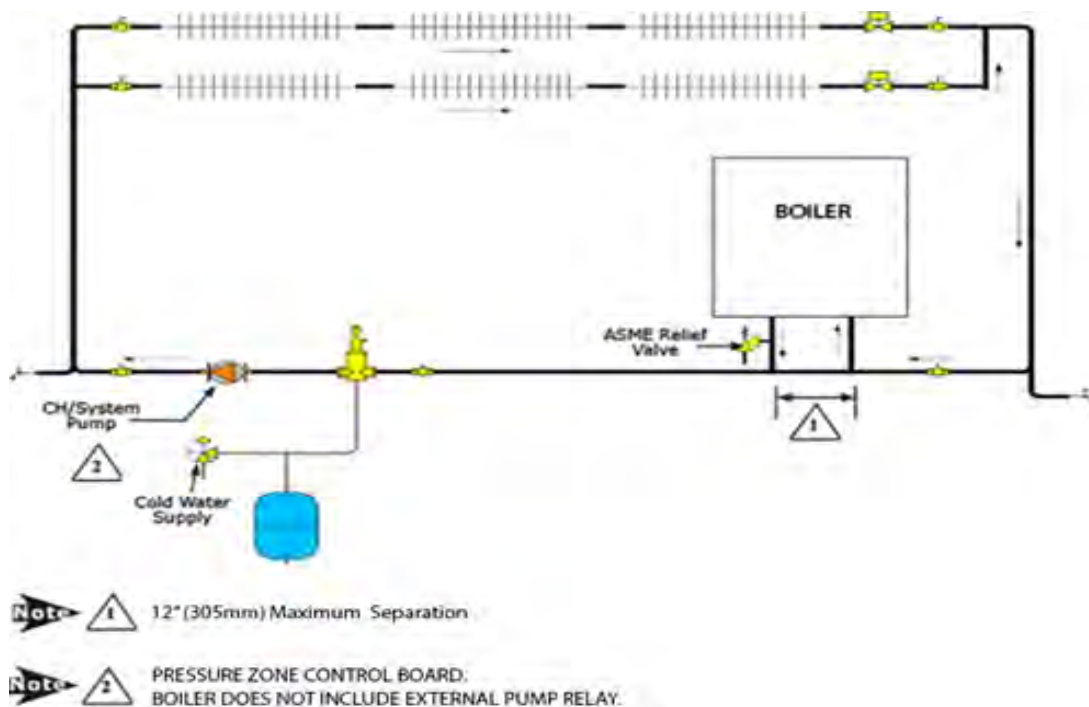 BOILER
ASME Relief
Valve
1
CH/System
Pump
2
Cold Water
Supply
Note 1 12"(305mm) Maximum Separation
Note 2 PRESSURE ZONE CONTROL BOARD.
BOILER DOES NOT INCLUDE EXTERNAL PUMP RELAY.